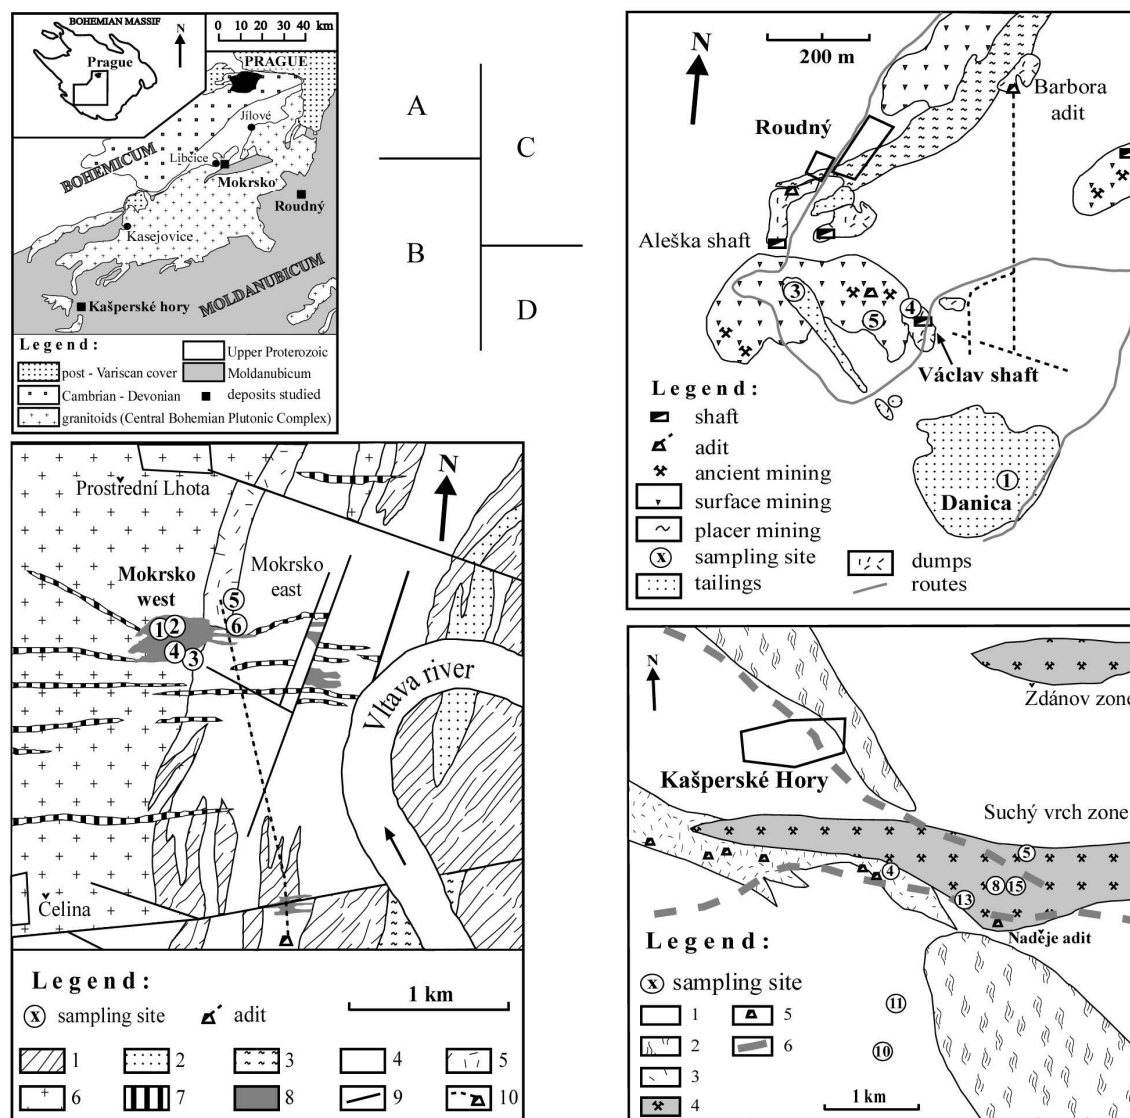 BOHEMIAN MASSIF
N
Prague
0 10 20 40 km
PRAGUE
Jílové
BOHEMICUM
Libčice
Mokrsko
Roudný
Kasejovice
MOLDANUBICUM
Kašperské hory
Legend:
Upper Proterozoic
post - Variscan cover
Moldanubicum
Cambrian - Devonian
deposits studied
granitoids (Central Bohemian Plutonic Complex)
A
C
B
D
N
200 m
Barbora
adit
Roudný
Aleška shaft
3
4
5
Václav shaft
Legend:
shaft
adit
ancient mining
surface mining
placer mining
x sampling site
dumps
tailings
routes
1
Danica
N
Prostřední Lhota
Mokrsko
west
Mokrsko
east
5
1 2
6
4 3
Vltava river
Čelina
Legend:
1 km
x sampling site
adit
1 2 3 4 5
6 7 8 9 10
N
Ždánov zone
Kašperské Hory
Suchý vrch zone
5
4
8 15
13
Naděje adit
Legend:
x sampling site
11
1 5
2 6
10
3
4
1 km